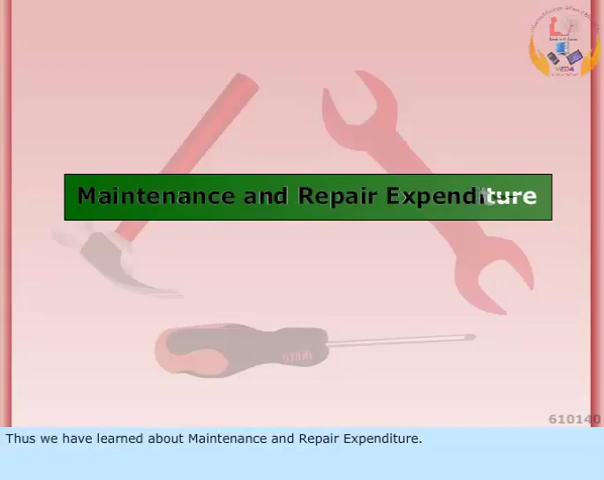 Maintenance and Repair Expenditure
610140
Thus we have learned about Maintenance and Repair Expenditure.